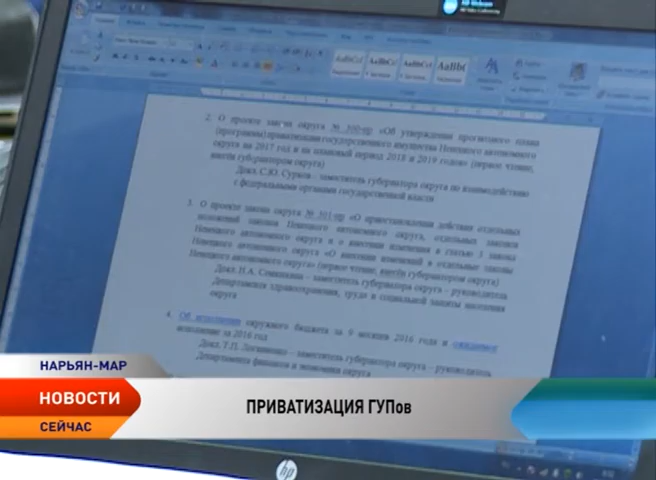 2. О проекте закона округа № 300-пр «Об утверждении прогнозного плана
(программы) приватизации государственного имущества Ненецкого автономного
округа на 2017 год и на плановый период 2018 и 2019 годов» (первое чтение,
внесён губернатором округа)
Докл. С.Ю. Сурков – заместитель губернатора округа по взаимодействию
с федеральными органами государственной власти
3. О проекте закона округа № 301-пр «О приостановлении действия отдельных
положений законов Ненецкого автономного округа, отдельных законов
Ненецкого автономного округа и о внесении изменения в статью 3 закона
Ненецкого автономного округа «О внесении изменений в отдельные законы
Ненецкого автономного округа» (первое чтение, внесён губернатором округа)
Докл. Н.А. Семяшкина – заместитель губернатора округа – руководитель
Департамента здравоохранения, труда и социальной защиты населения
округа
4. Об исполнении окружного бюджета за 9 месяцев 2016 года и ожидаемое
исполнение за 2016 год
Докл. Т.П. Логвиненко – заместитель губернатора округа – руководитель
Департамента финансов и экономики округа
НАРЬЯН-МАР
НОВОСТИ
СЕЙЧАС
ПРИВАТИЗАЦИЯ ГУПов
hp